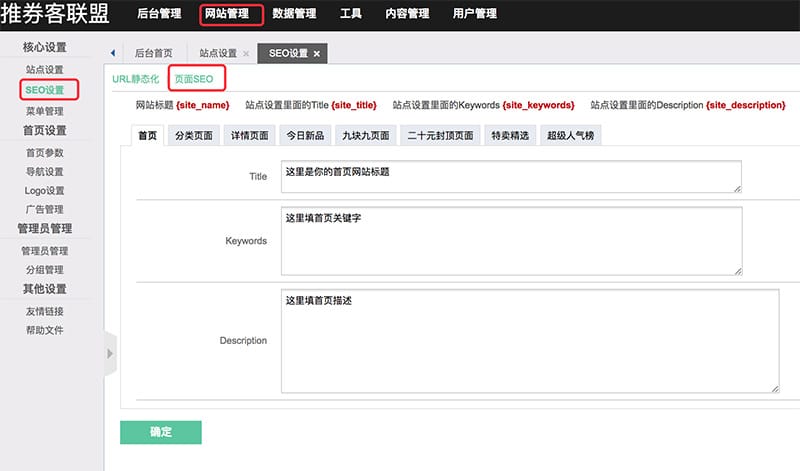 推券客联盟 后台管理 网站管理 数据管理 工具 内容管理 用户管理
核心设置
站点设置
SEO设置
菜单管理
首页设置
首页参数
导航设置
Logo设置
广告管理
管理员管理
管理员管理
分组管理
其他设置
友情链接
帮助文件
后台首页 站点设置 SEO设置
URL静态化 页面SEO
网站标题 {site_name} 站点设置里面的Title {site_title} 站点设置里面的Keywords {site_keywords} 站点设置里面的Description {site_description}
首页 分类页面 详情页面 今日新品 九块九页面 二十元封顶页面 特卖精选 超级人气榜
Title 这里是你的首页网站标题
Keywords 这里填首页关键字
Description 这里填首页描述
确定